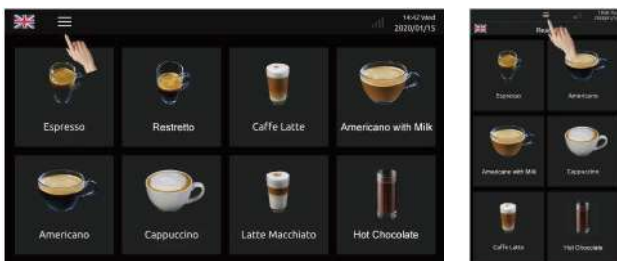 14:42 Wed
2020/01/15
Espresso
Restretto
Caffe Latte
Americano with Milk
Americano
Cappuccino
Latte Macchiato
Hot Chocolate
Espresso
Americano
Americano with Milk
Cappuccino
Caffe Latte
Hot Chocolate